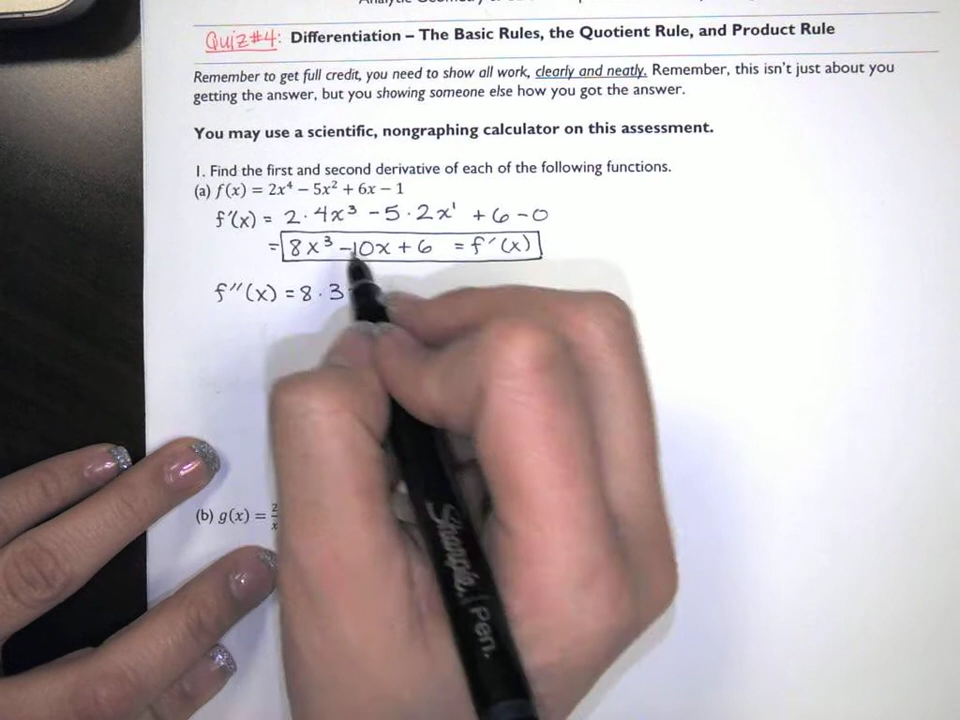 Quiz#4: Differentiation – The Basic Rules, the Quotient Rule, and Product Rule
Remember to get full credit, you need to show all work, clearly and neatly. Remember, this isn't just about you
getting the answer, but you showing someone else how you got the answer.
You may use a scientific, nongraphing calculator on this assessment.
1. Find the first and second derivative of each of the following functions.
(a) f(x) = 2x⁴ – 5x² + 6x – 1
f'(x) = 2·4x³ – 5·2x¹ + 6 – 0
= 8x³ – 10x + 6 = f'(x)
f''(x) = 8·3
(b) g(x) =
Sharpie Pen.